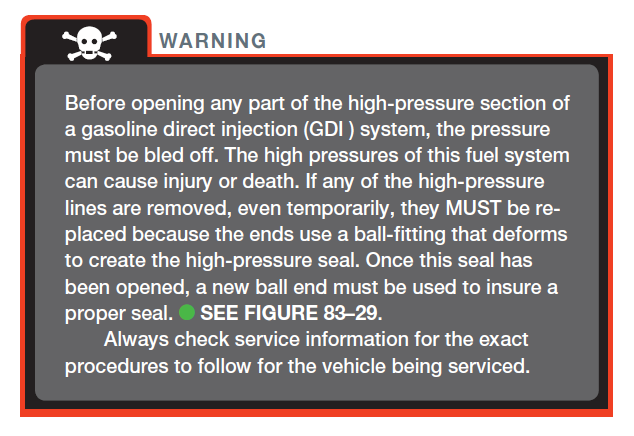 WARNING
Before opening any part of the high-pressure section of
a gasoline direct injection (GDI ) system, the pressure
must be bled off. The high pressures of this fuel system
can cause injury or death. If any of the high-pressure
lines are removed, even temporarily, they MUST be re-
placed because the ends use a ball-fitting that deforms
to create the high-pressure seal. Once this seal has
been opened, a new ball end must be used to insure a
proper seal. ● SEE FIGURE 83–29.
Always check service information for the exact
procedures to follow for the vehicle being serviced.